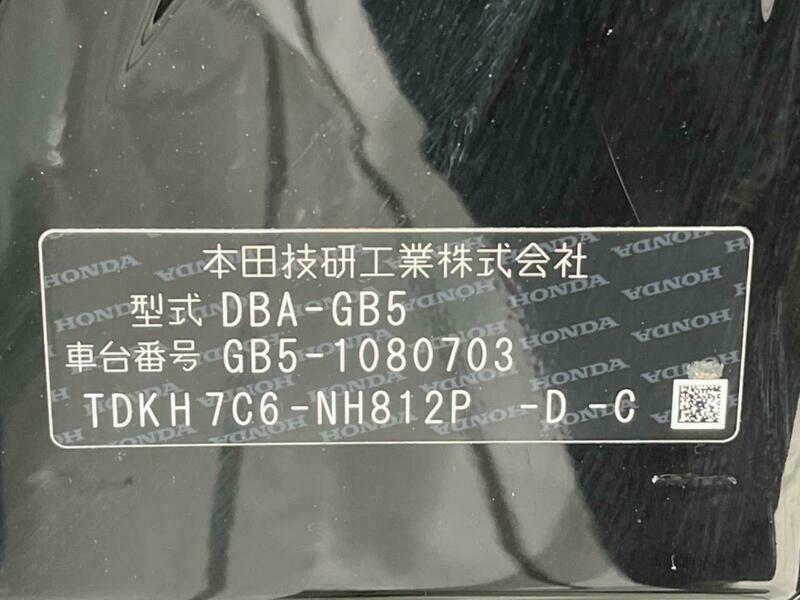 本田技研工業株式会社
型式 DBA-GB5
車台番号 GB5-1080703
TDKH7C6-NH812P -D-C